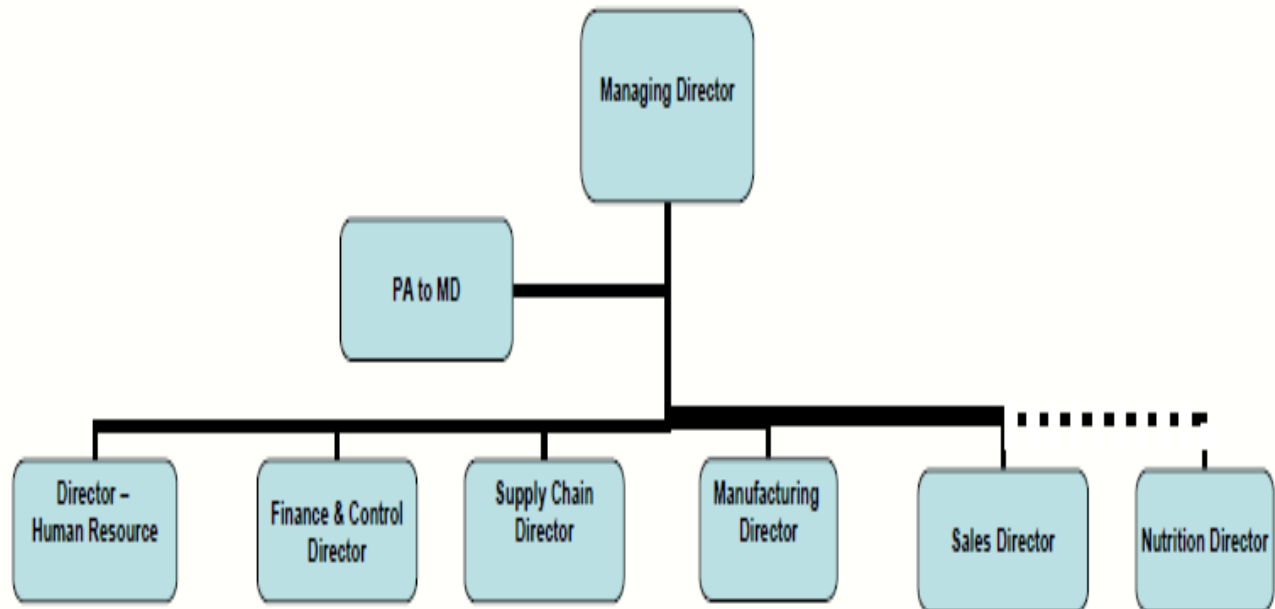 Managing Director
PA to MD
Director –
Human Resource
Finance & Control
Director
Supply Chain
Director
Manufacturing
Director
Sales Director
Nutrition Director